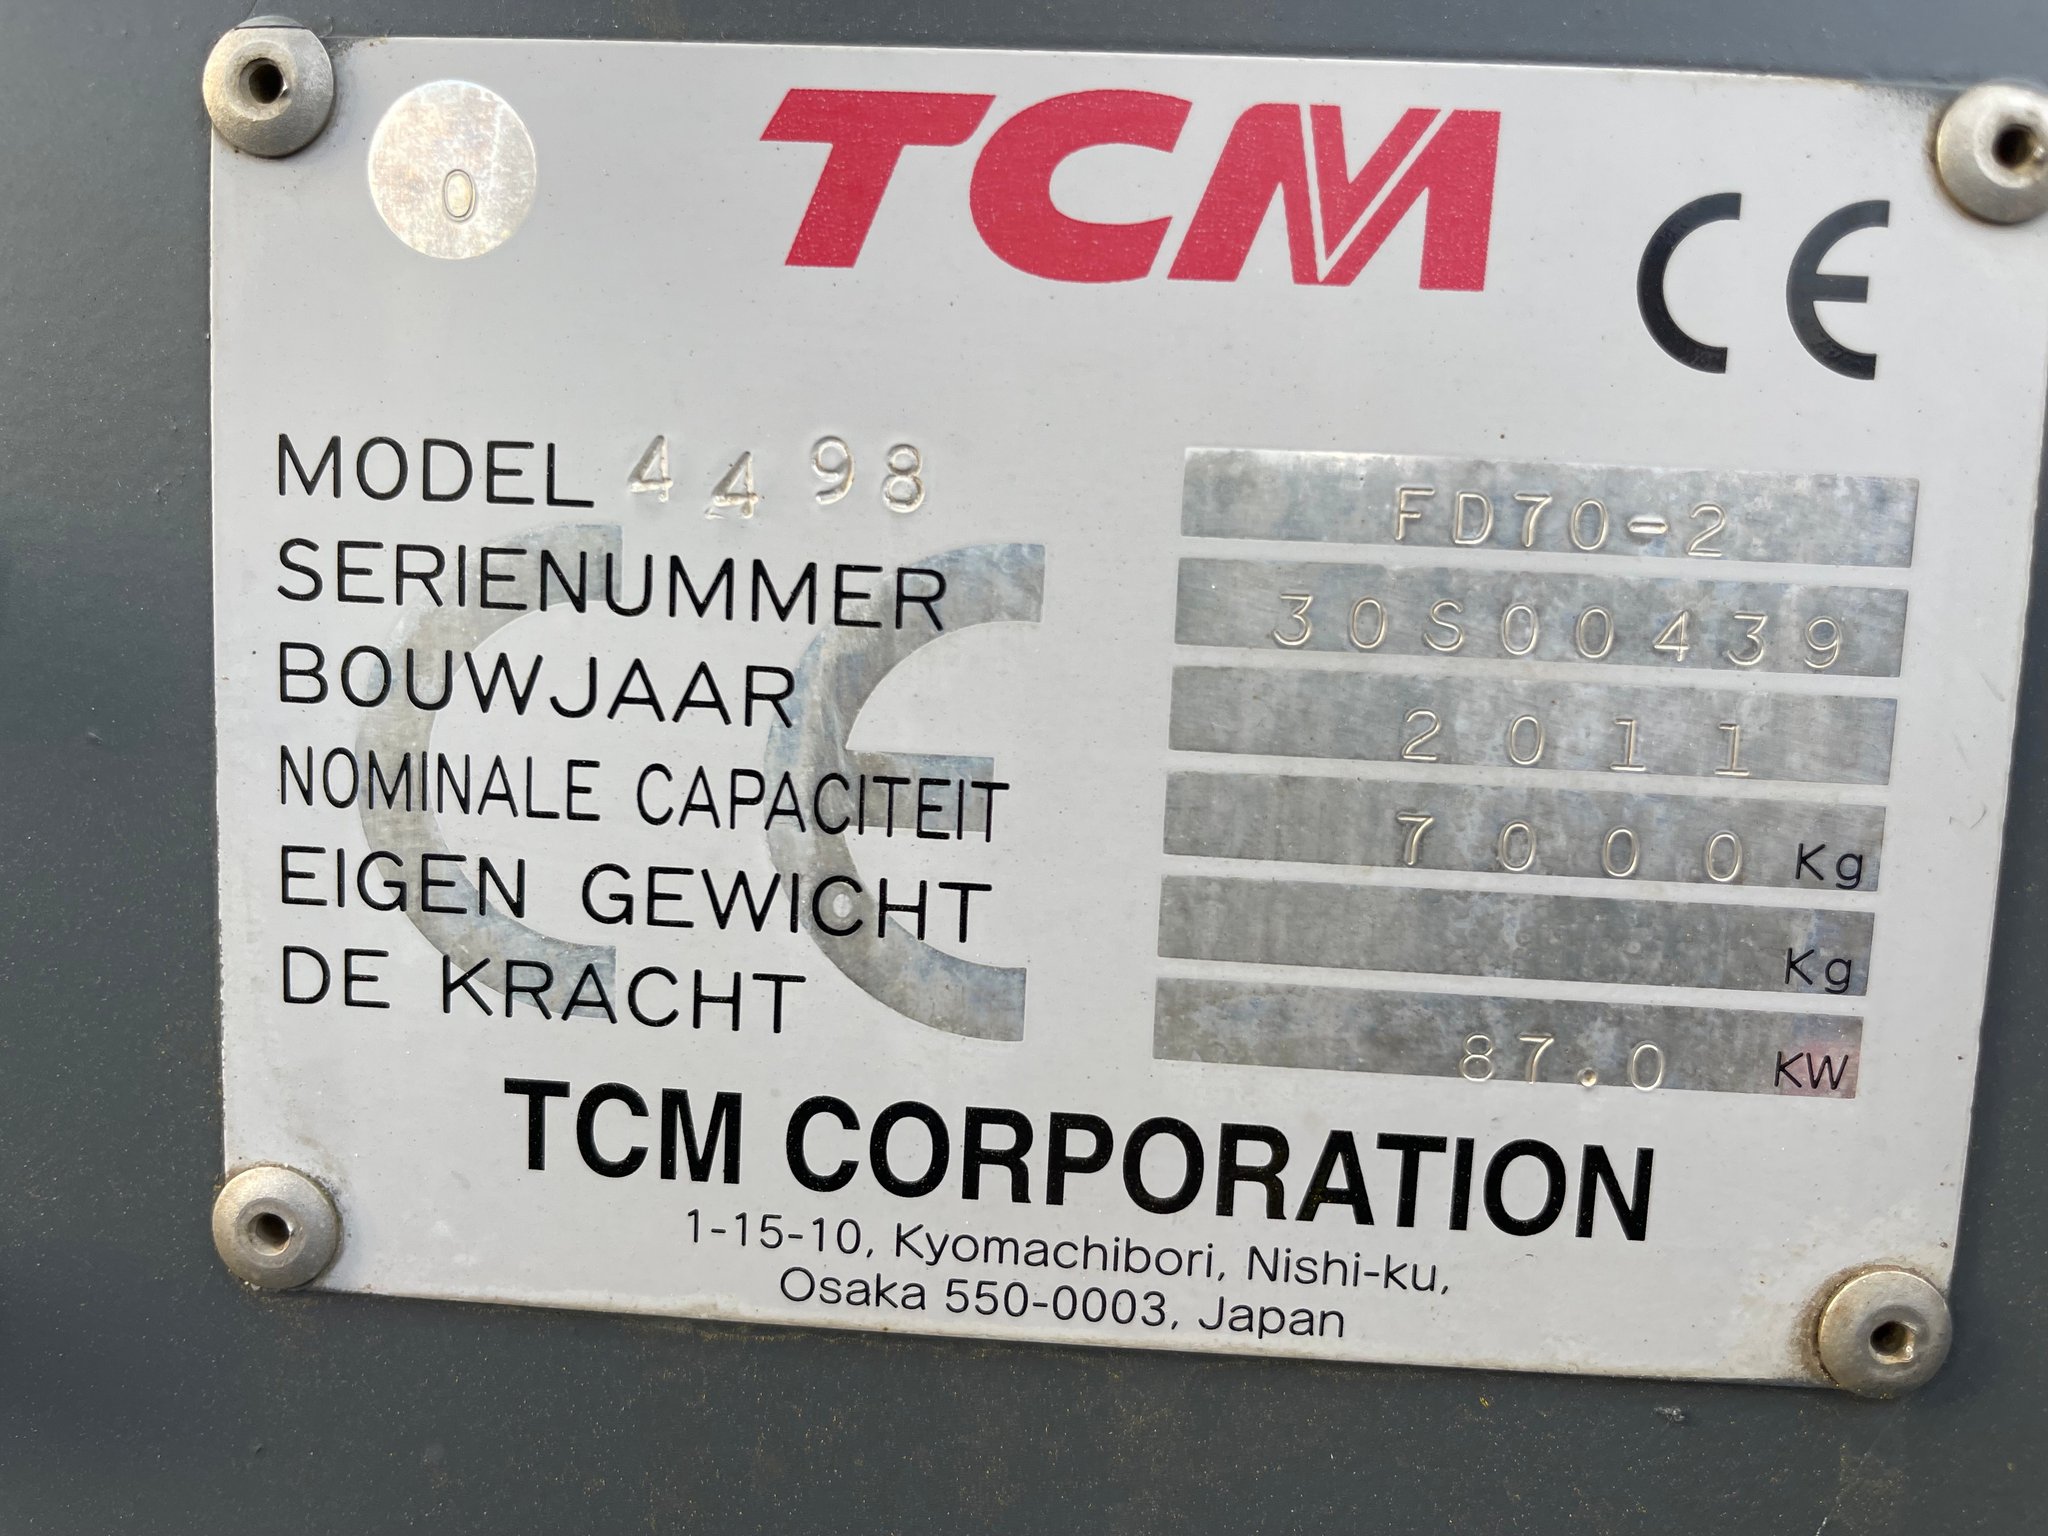 0
TCM CE
MODEL 4498 FD70-2
SERIENUMMER 30S00439
BOUWJAAR 2011
NOMINALE CAPACITEIT 7000 Kg
EIGEN GEWICHT Kg
DE KRACHT 87.0 KW
CE
TCM CORPORATION
1-15-10, Kyomachibori, Nishi-ku,
Osaka 550-0003, Japan